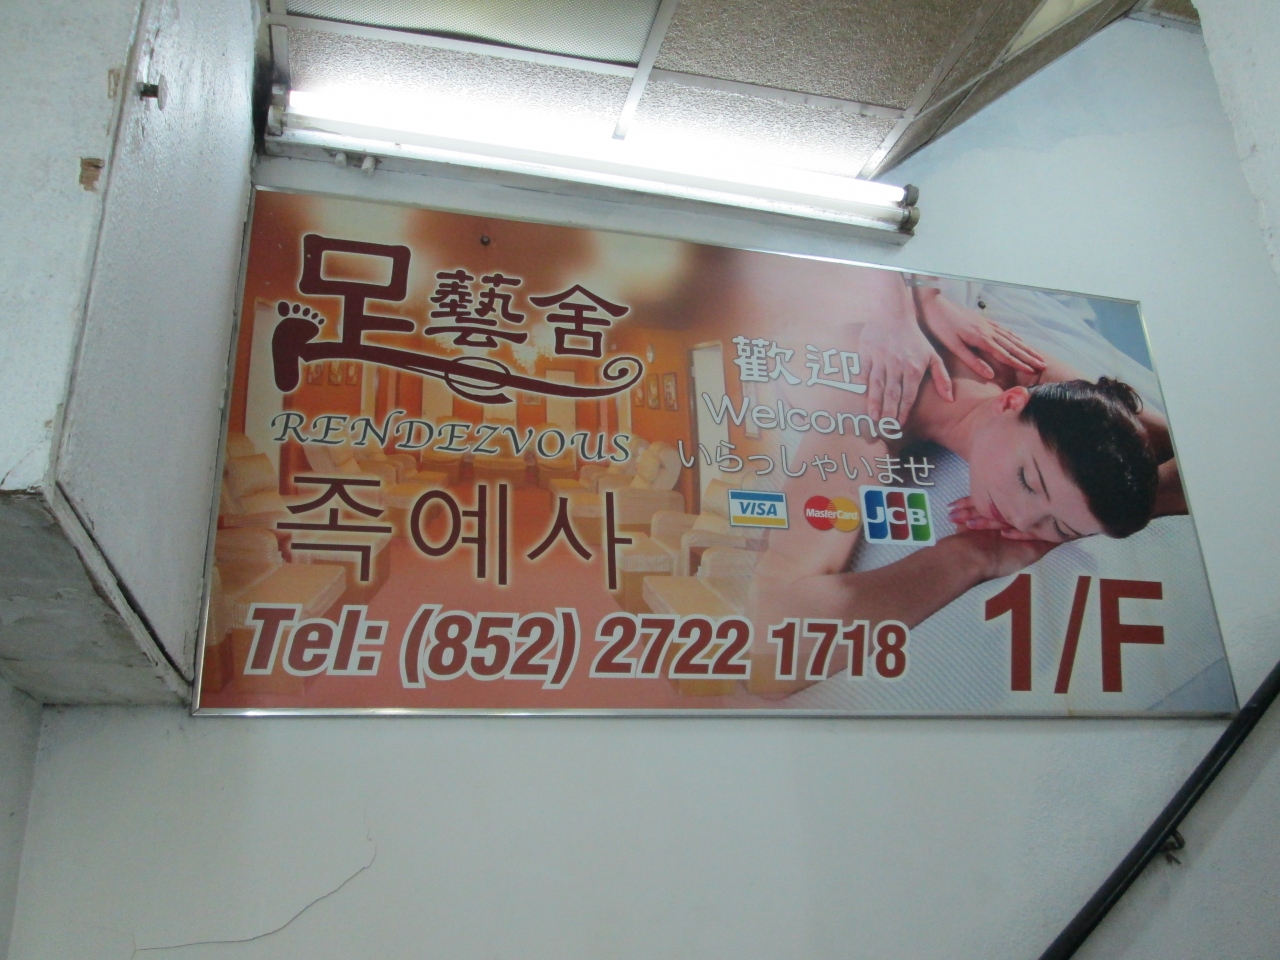 足藝舍
RENDEZVOUS
족예사
歡迎
Welcome
いらっしゃいませ
VISA MasterCard JCB
Tel: (852) 2722 1718
1/F